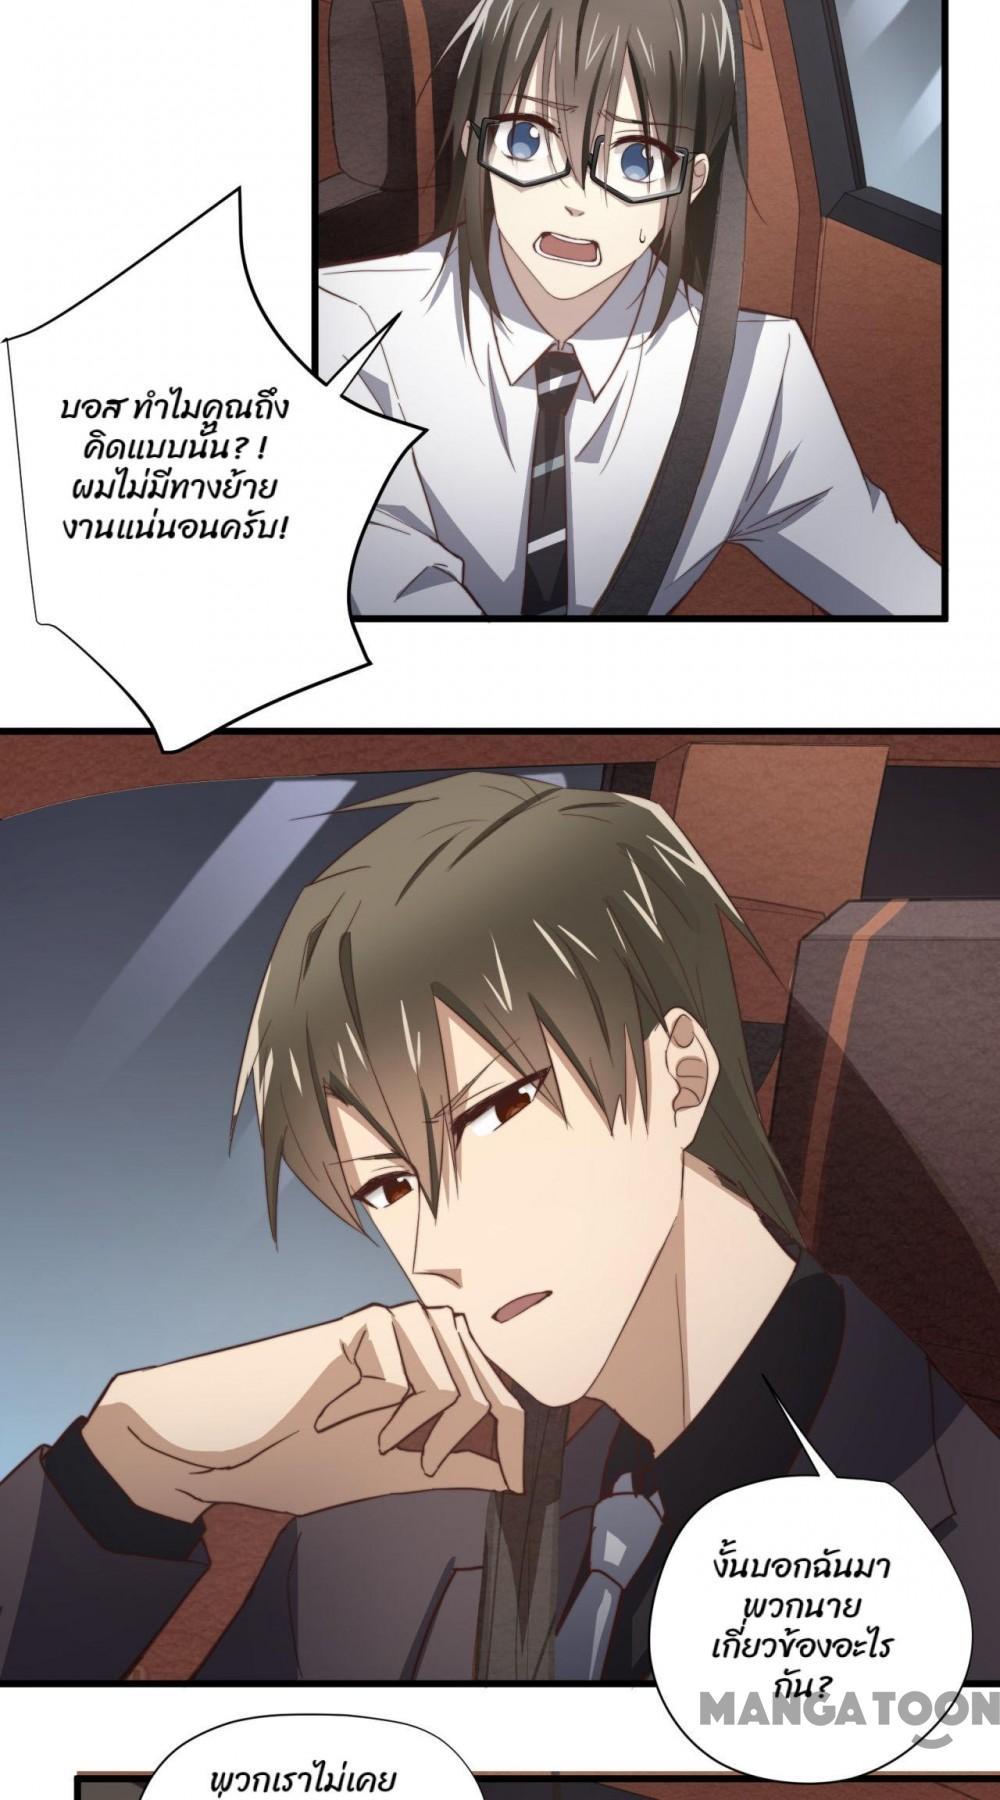 บอส ทำไมคุณถึง
คิดแบบนั้น?!
ผมไม่มีทางย้าย
งานแน่นอนครับ!
งั้นบอกฉันมา
พวกนาย
เกี่ยวข้องอะไร
กัน?
MANGATOON
พวกเราไม่เคย